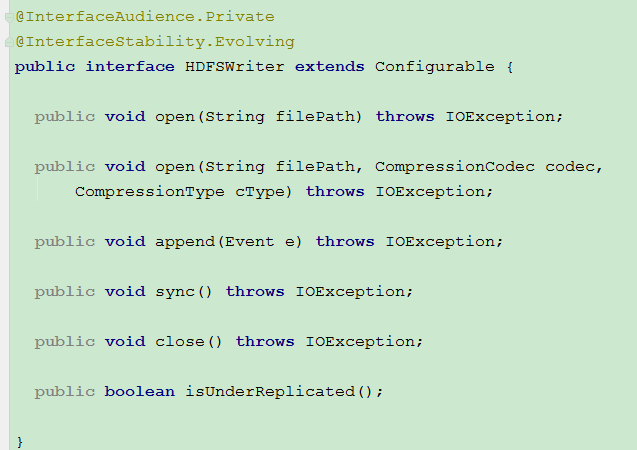 @InterfaceAudience.Private
@InterfaceStability.Evolving
public interface HDFSWriter extends Configurable {
public void open(String filePath) throws IOException;
public void open(String filePath, CompressionCodec codec,
CompressionType cType) throws IOException;
public void append(Event e) throws IOException;
public void sync() throws IOException;
public void close() throws IOException;
public boolean isUnderReplicated();
}